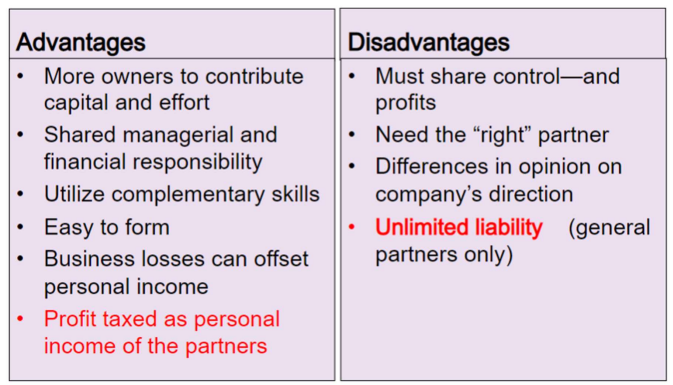 Advantages
• More owners to contribute
capital and effort
• Shared managerial and
financial responsibility
• Utilize complementary skills
• Easy to form
• Business losses can offset
personal income
• Profit taxed as personal
income of the partners
Disadvantages
• Must share control—and
profits
• Need the “right” partner
• Differences in opinion on
company’s direction
• Unlimited liability (general
partners only)